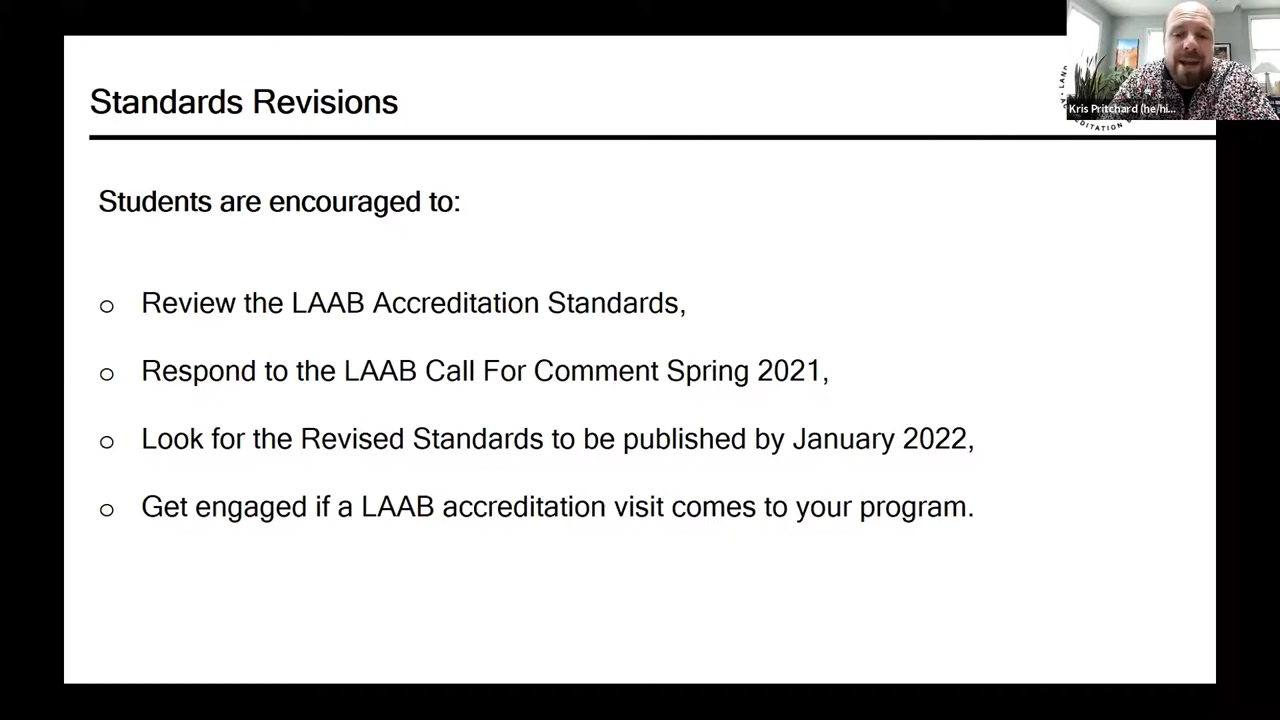 Standards Revisions
Kris Pritchard (he/hi...
Students are encouraged to:
o Review the LAAB Accreditation Standards,
o Respond to the LAAB Call For Comment Spring 2021,
o Look for the Revised Standards to be published by January 2022,
o Get engaged if a LAAB accreditation visit comes to your program.